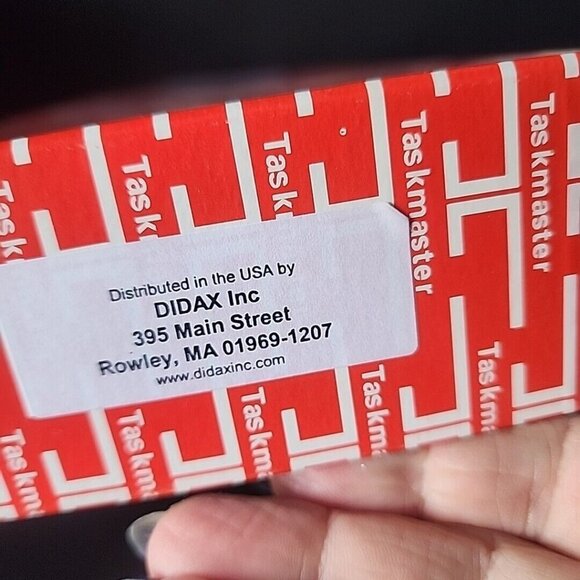 Taskmaster
Taskmaster
Distributed in the USA by
DIDAX Inc
395 Main Street
Rowley, MA 01969-1207
www.didaxinc.com